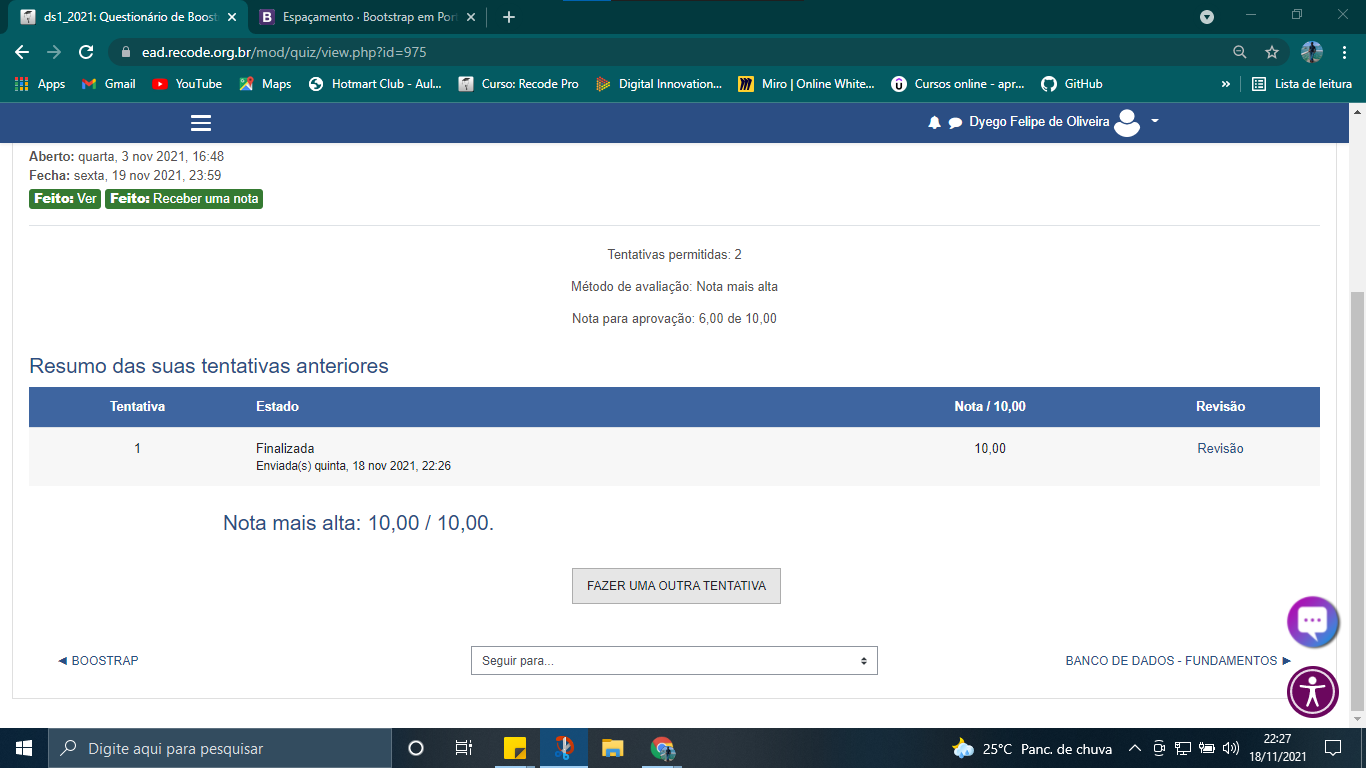 ds1_2021: Questionário de Boost
Espaçamento · Bootstrap em Port
ead.recode.org.br/mod/quiz/view.php?id=975
Apps
Gmail
YouTube
Maps
Hotmart Club - Aul...
Curso: Recode Pro
Digital Innovation...
Miro | Online White...
Cursos online - apr...
GitHub
»
Lista de leitura
Dyego Felipe de Oliveira
Aberto: quarta, 3 nov 2021, 16:48
Fecha: sexta, 19 nov 2021, 23:59
Feito: Ver Feito: Receber uma nota
Tentativas permitidas: 2
Método de avaliação: Nota mais alta
Nota para aprovação: 6,00 de 10,00
Resumo das suas tentativas anteriores
Tentativa Estado Nota / 10,00 Revisão
1 Finalizada 10,00 Revisão
Enviada(s) quinta, 18 nov 2021, 22:26
Nota mais alta: 10,00 / 10,00.
FAZER UMA OUTRA TENTATIVA
◄ BOOSTRAP
Seguir para...
BANCO DE DADOS - FUNDAMENTOS ►
Digite aqui para pesquisar
25°C Panc. de chuva
22:27
18/11/2021